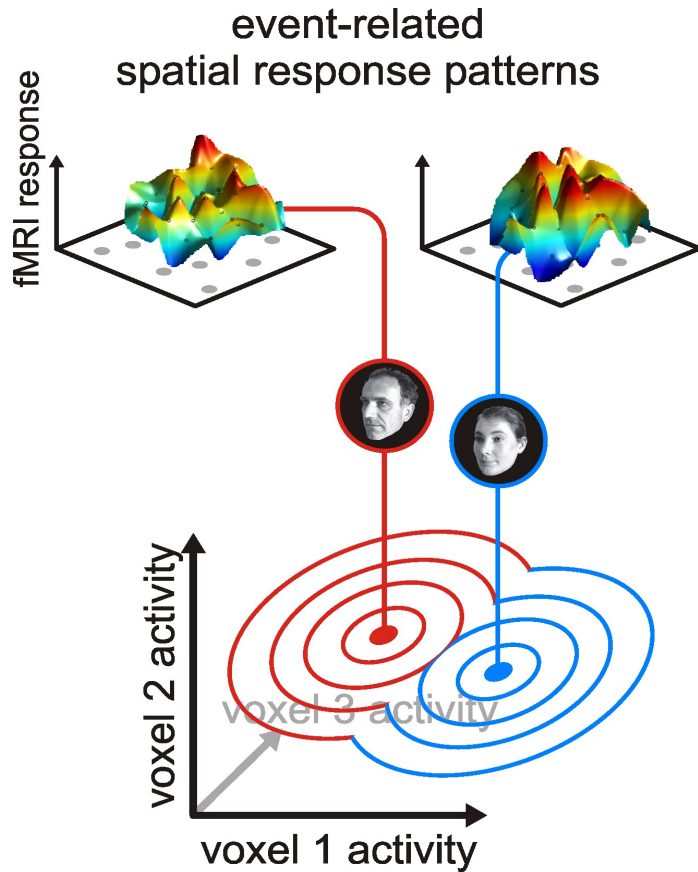 event-related
spatial response patterns
fMRI response
voxel 2 activity
voxel 3 activity
voxel 1 activity